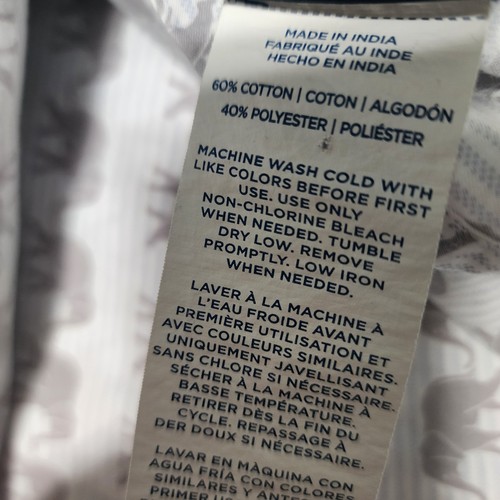 MADE IN INDIA
FABRIQUÉ AU INDE
HECHO EN INDIA
60% COTTON | COTON | ALGODÓN
40% POLYESTER | POLIÉSTER
MACHINE WASH COLD WITH
LIKE COLORS BEFORE FIRST
USE. USE ONLY
NON-CHLORINE BLEACH
WHEN NEEDED. TUMBLE
DRY LOW. REMOVE
PROMPTLY. LOW IRON
WHEN NEEDED.
LAVER À LA MACHINE À
L'EAU FROIDE AVANT
PREMIÈRE UTILISATION ET
AVEC COULEURS SIMILAIRES.
UNIQUEMENT JAVELLISANT
SANS CHLORE SI NÉCESSAIRE.
SÉCHER À LA MACHINE À
BASSE TEMPÉRATURE.
RETIRER DÈS LA FIN DU
CYCLE. REPASSAGE À
DER DOUX SI NÉCESSAIRE.
LAVAR EN MÀQUINA CON
AGUA FRÍA CON COLORES
SIMILARES Y ANTES
PRIMER